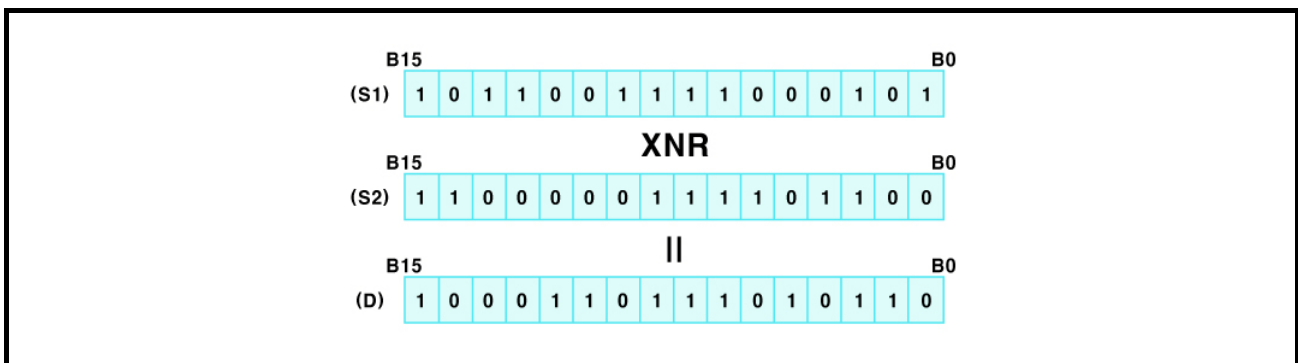 B15 B0
(S1) 1 0 1 1 0 0 1 1 1 1 0 0 0 1 0 1
XNR
B15 B0
(S2) 1 1 0 0 0 0 0 1 1 1 1 0 1 1 0 0
=
B15 B0
(D) 1 0 0 0 1 1 0 1 1 1 0 1 0 1 1 0